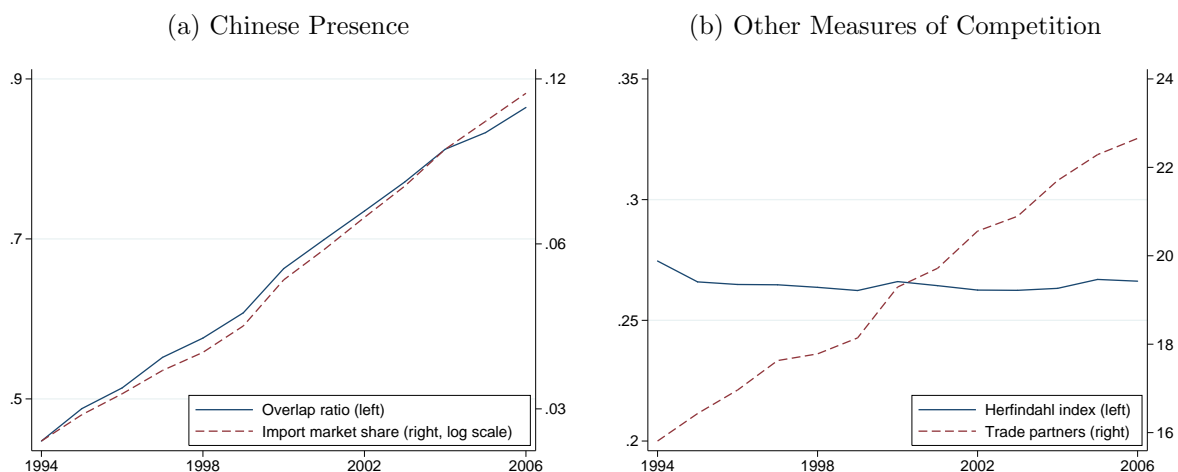 (a) Chinese Presence
.9
.7
.5
.12
.06
.03
1994 1998 2002 2006
Overlap ratio (left)
Import market share (right, log scale)
(b) Other Measures of Competition
.35
.3
.25
.2
24
22
20
18
16
1994 1998 2002 2006
Herfindahl index (left)
Trade partners (right)